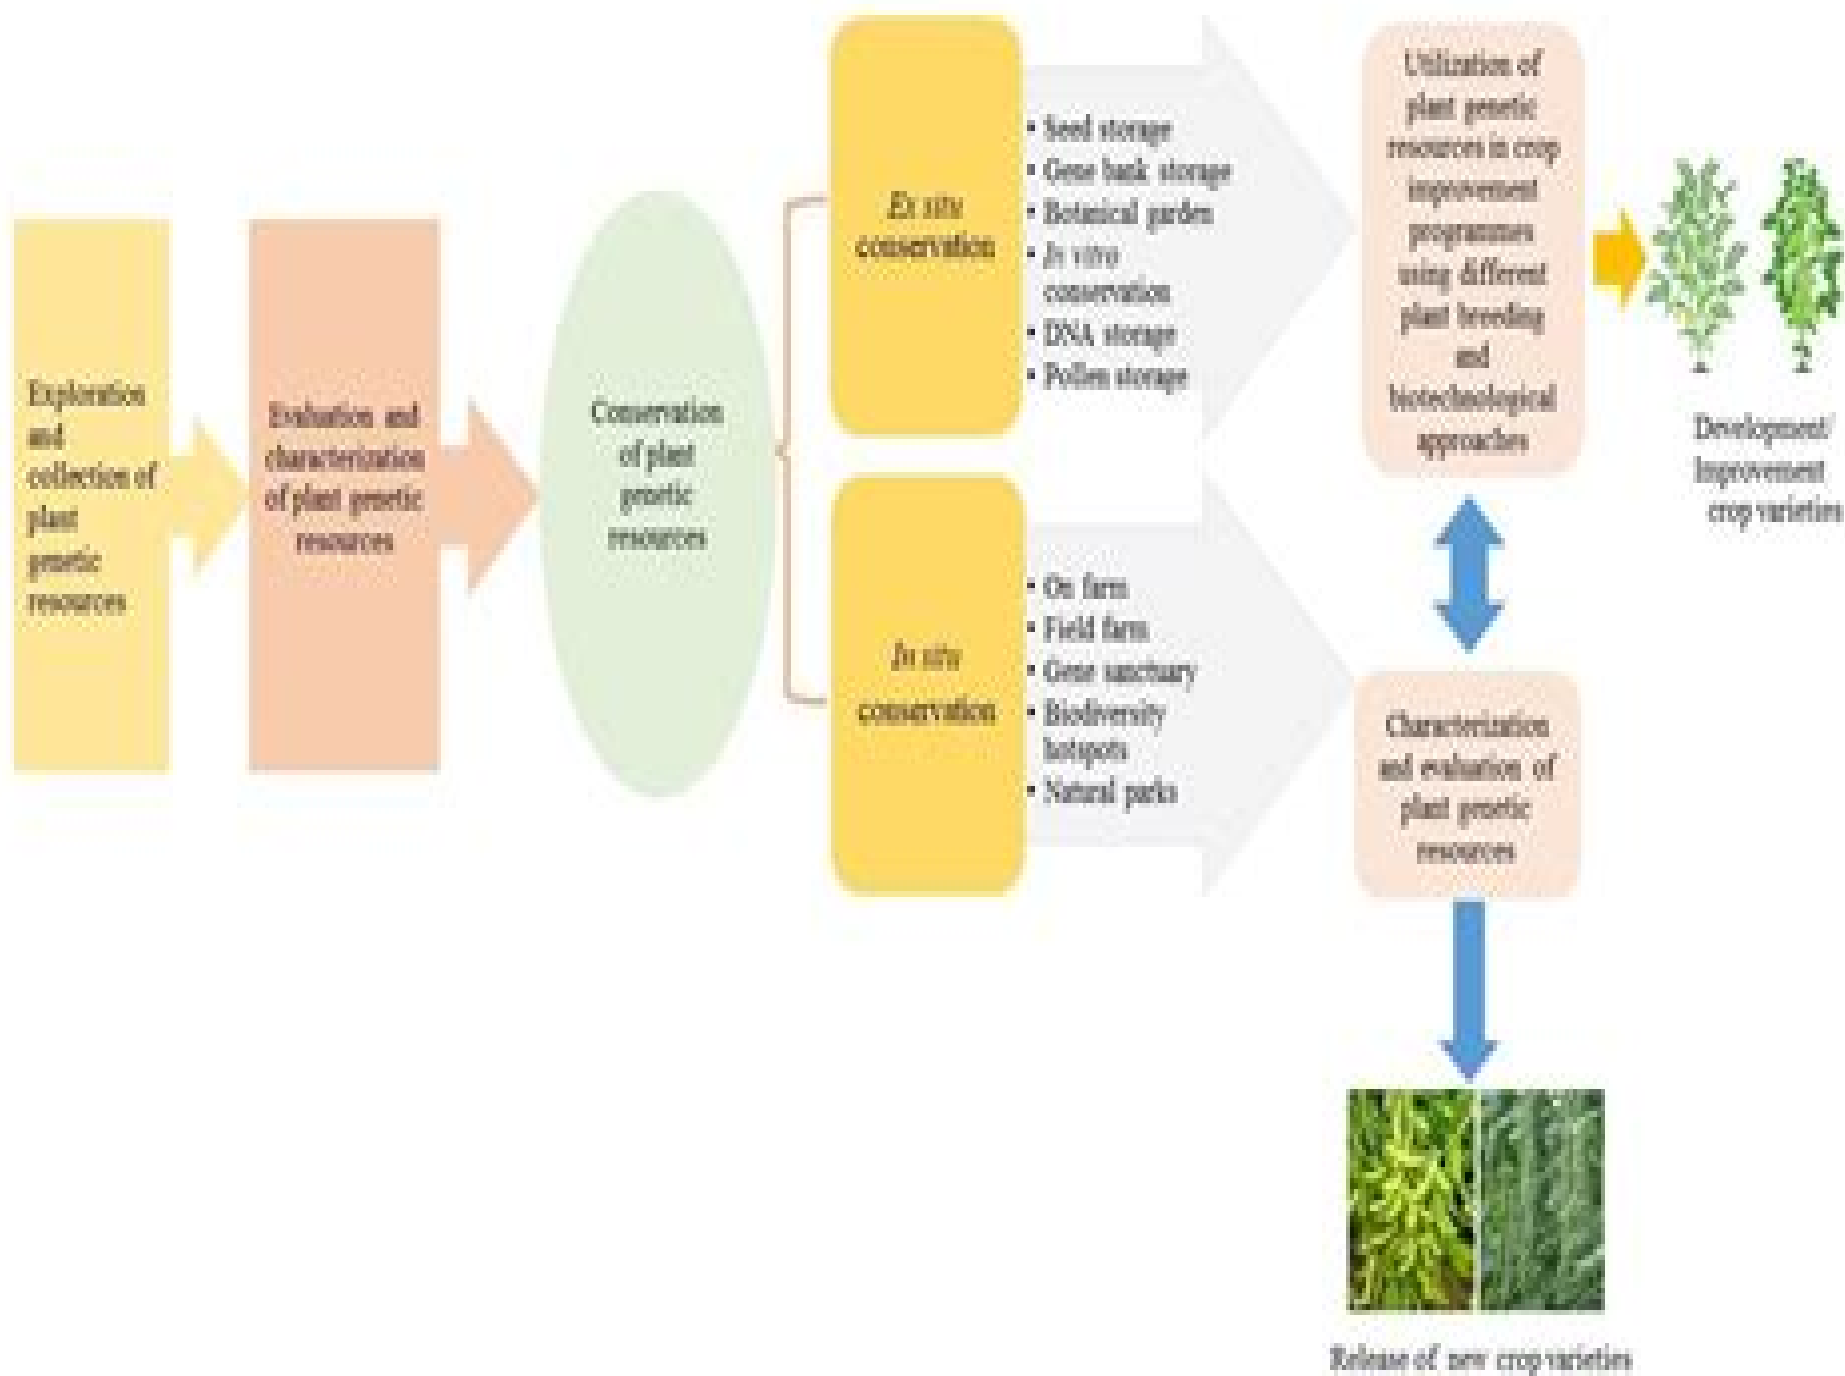 Exploration
and
collection of
plant
genetic
resources
Evaluation and
characterization
of plant genetic
resources
Conservation
of plant
genetic
resources
Ex situ
conservation
• Seed storage
• Gene bank storage
• Botanical garden
• In vitro
conservation
• DNA storage
• Pollen storage
In situ
conservation
• On farm
• Field farm
• Gene sanctuary
• Biodiversity
hotspots
• Natural parks
Utilization of
plant genetic
resources in crop
improvement
programmes
using different
plant breeding
and
biotechnological
approaches
Development/
Improvement
crop varieties
Characterization
and evaluation of
plant genetic
resources
Release of new crop varieties